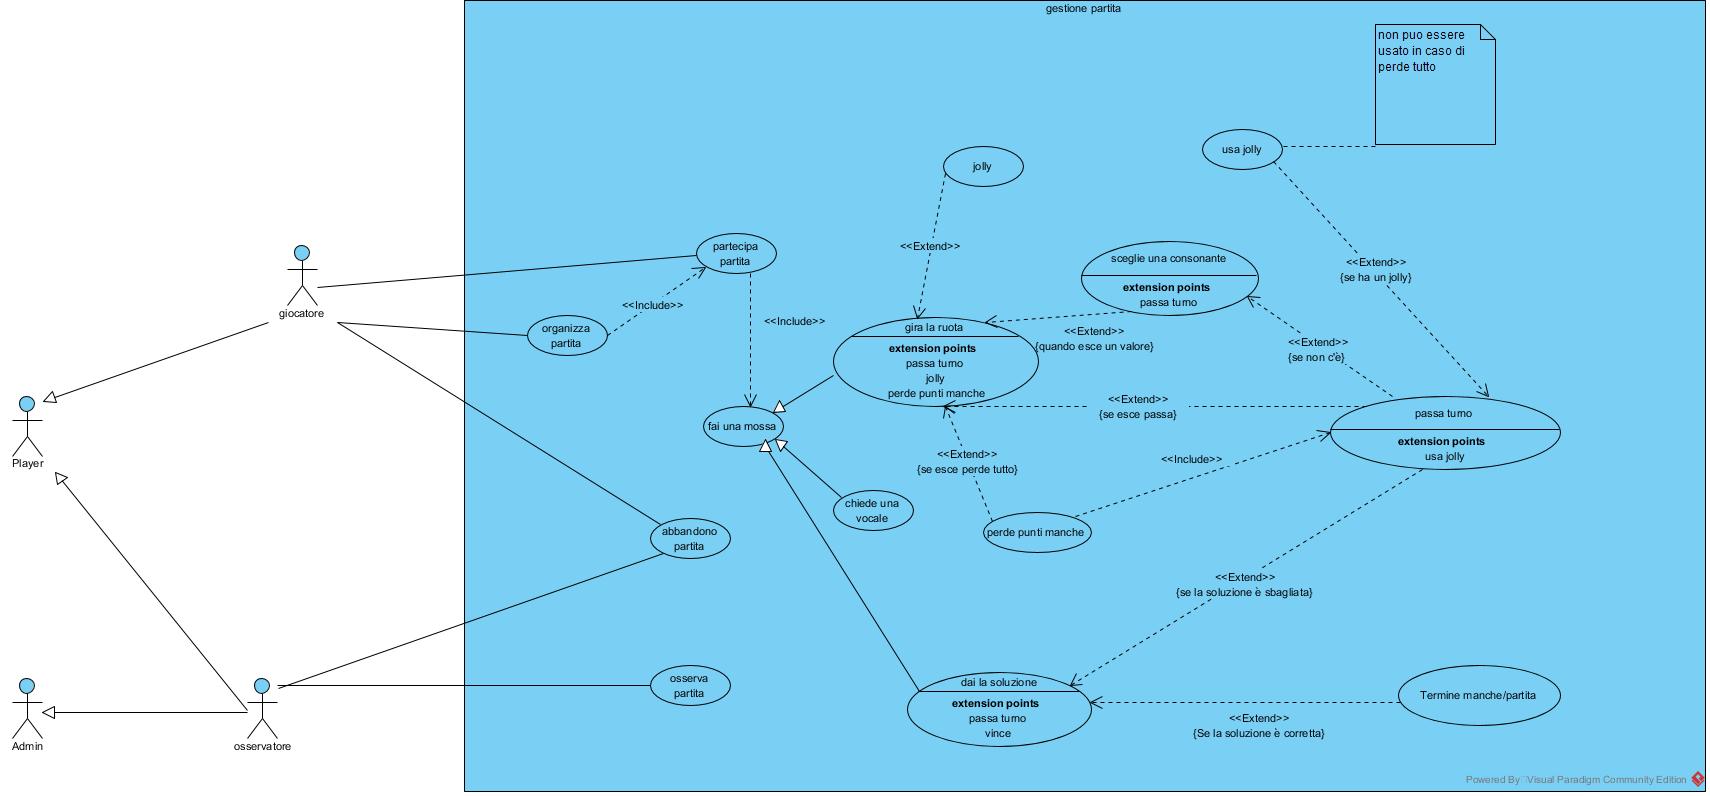 gestione partita
non puo essere
usato in caso di
perde tutto
usa jolly
jolly
partecipa
partita
<<Extend>>
sceglie una consonante
extension points
passa turno
<<Extend>>
{se ha un jolly}
giocatore
<<Include>>
organizza
partita
<<Include>>
gira la ruota
extension points
passa turno
jolly
perde punti manche
<<Extend>>
{quando esce un valore}
<<Extend>>
{se non c'è}
<<Extend>>
{se esce passa}
passa turno
extension points
usa jolly
fai una mossa
Player
<<Extend>>
{se esce perde tutto}
<<Include>>
chiede una
vocale
abbandono
partita
perde punti manche
<<Extend>>
{se la soluzione è sbagliata}
osserva
partita
dai la soluzione
extension points
passa turno
vince
Termine manche/partita
<<Extend>>
{Se la soluzione è corretta}
Admin
osservatore
Powered By Visual Paradigm Community Edition